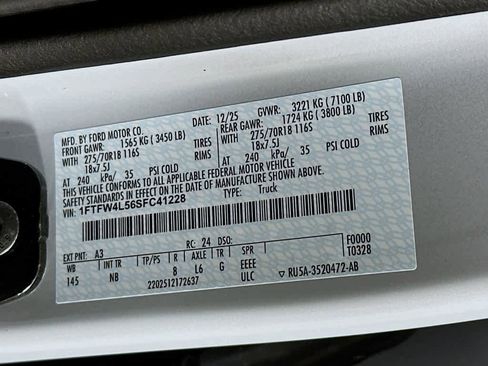 MFD. BY FORD MOTOR CO. 12/25 GVWR: 3221 KG ( 7100 LB)
FRONT GAWR: 1565 KG ( 3450 LB) REAR GAWR: 1724 KG ( 3800 LB)
WITH 275/70R18 116S TIRES WITH 275/70R18 116S TIRES
18x7.5J RIMS 18x7.5J RIMS
AT 240 kPa/ 35 PSI COLD AT 240 kPa/ 35 PSI COLD
THIS VEHICLE CONFORMS TO ALL APPLICABLE FEDERAL MOTOR VEHICLE
SAFETY STANDARDS IN EFFECT ON THE DATE OF MANUFACTURE SHOWN ABOVE.
VIN: 1FTFW4L56SFC41228 TYPE: Truck
EXT PNT: A3 RC: 24 DSO: F0000
WB INT TR TP/PS R AXLE TR SPR T0328
145 NB 8 L6 G EEEE
2202512172637 ULC ▼ RU5A-3520472-AB